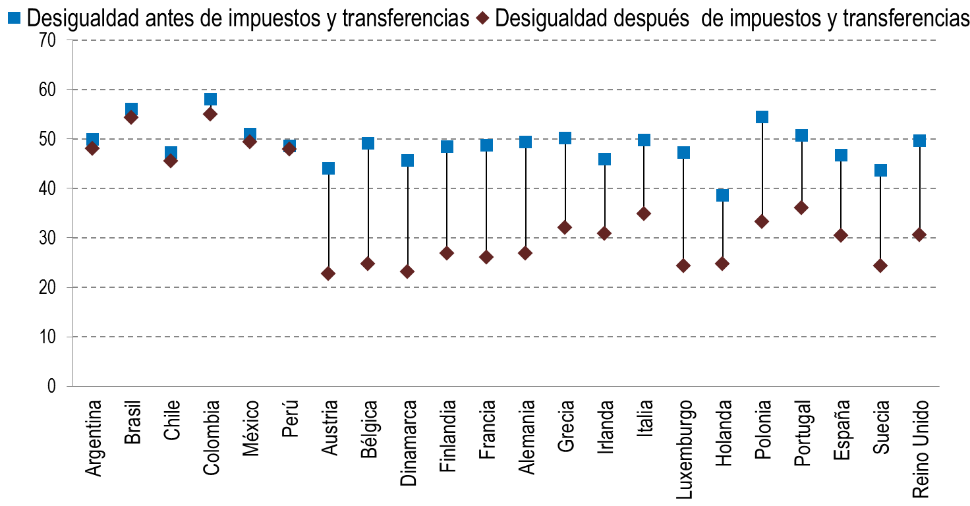 Desigualdad antes de impuestos y transferencias
Desigualdad después  de impuestos y transferencias
70
60
50
40
30
20
10
0
Argentina
Brasil
Chile
Colombia
México
Perú
Austria
Bélgica
Dinamarca
Finlandia
Francia
Alemania
Grecia
Irlanda
Italia
Luxemburgo
Holanda
Polonia
Portugal
España
Suecia
Reino Unido